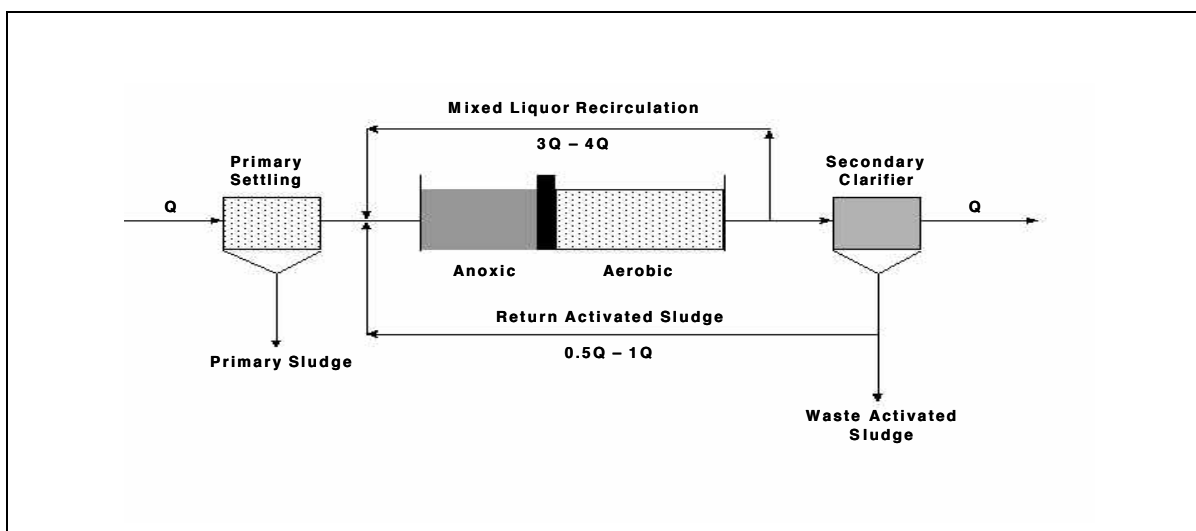 Mixed Liquor Recirculation
3Q – 4Q
Primary
Settling
Secondary
Clarifier
Q
Q
Anoxic
Aerobic
Return Activated Sludge
0.5Q – 1Q
Primary Sludge
Waste Activated
Sludge